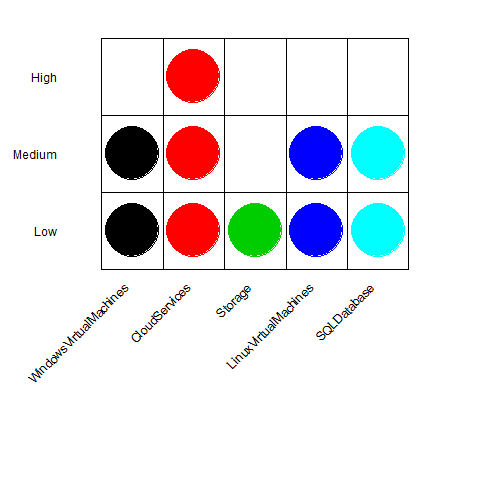 High
Medium
Low
WindowsVirtualMachines
CloudServices
Storage
LinuxVirtualMachines
SQLDatabase